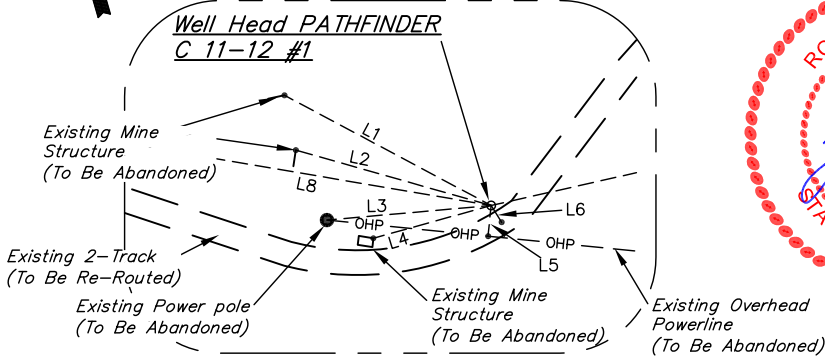 Well Head PATHFINDER
C 11-12 #1
L1
Existing Mine
Structure
(To Be Abandoned)
L2
L8
L3
L6
OHP
L4
OHP
OHP
L5
Existing 2-Track
(To Be Re-Routed)
Existing Power pole
(To Be Abandoned)
Existing Mine
Structure
(To Be Abandoned)
Existing Overhead
Powerline
(To Be Abandoned)
RO
STA